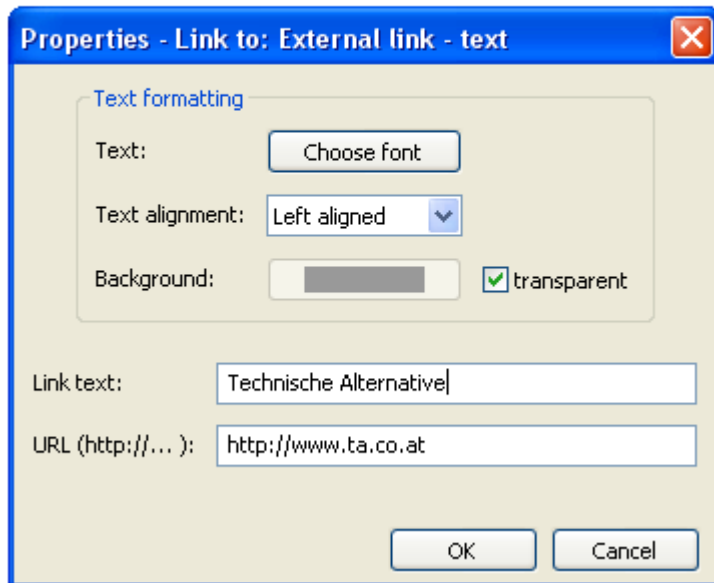 Properties - Link to: External link - text
Text formatting
Text: Choose font
Text alignment: Left aligned
Background: transparent
Link text: Technische Alternative
URL (http://... ): http://www.ta.co.at
OK Cancel